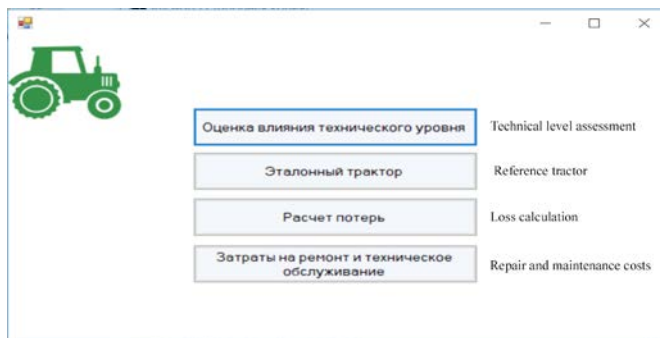 Оценка влияния технического уровня Technical level assessment
Эталонный трактор Reference tractor
Расчет потерь Loss calculation
Затраты на ремонт и техническое
обслуживание Repair and maintenance costs